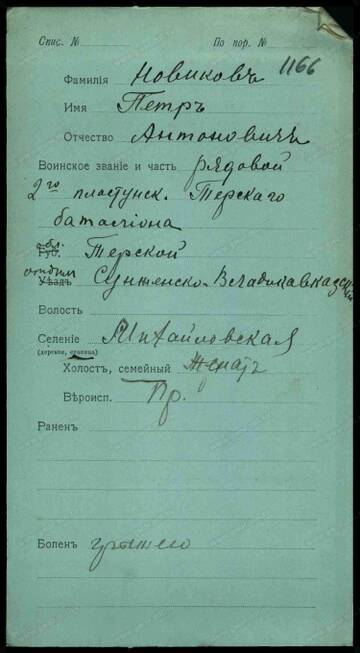 Спис. № По пор. №
1166
Фамилія Новиковъ
Имя Петръ
Отчество Антоновичъ
Воинское званіе и часть рядовой
2го пластунск. Терскаго
баталіона
обл.
Губ. Терской
отдѣл
Уѣздъ Сунженско-Владикавказскій
Волость
Селеніе Михайловская
(деревня, станица)
Холостъ, семейный Женатъ
Вѣроисп. Пр.
Раненъ
Боленъ